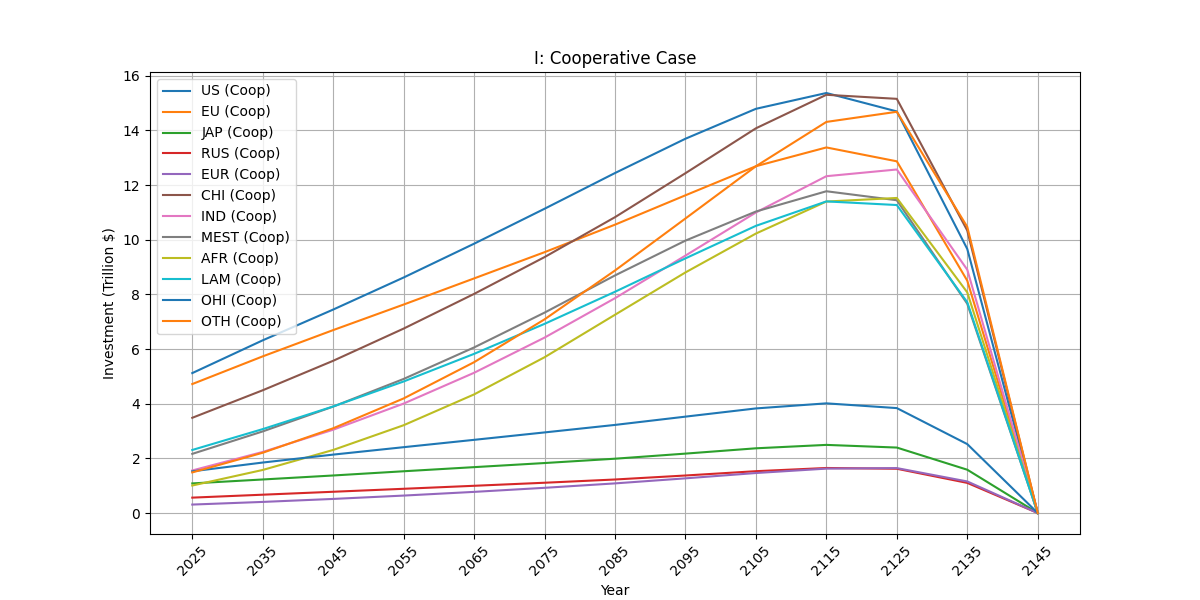 I: Cooperative Case
16
14
12
10
8
6
4
2
0
Investment (Trillion $)
US (Coop)
EU (Coop)
JAP (Coop)
RUS (Coop)
EUR (Coop)
CHI (Coop)
IND (Coop)
MEST (Coop)
AFR (Coop)
LAM (Coop)
OHI (Coop)
OTH (Coop)
2025
2035
2045
2055
2065
2075
2085
2095
2105
2115
2125
2135
2145
Year